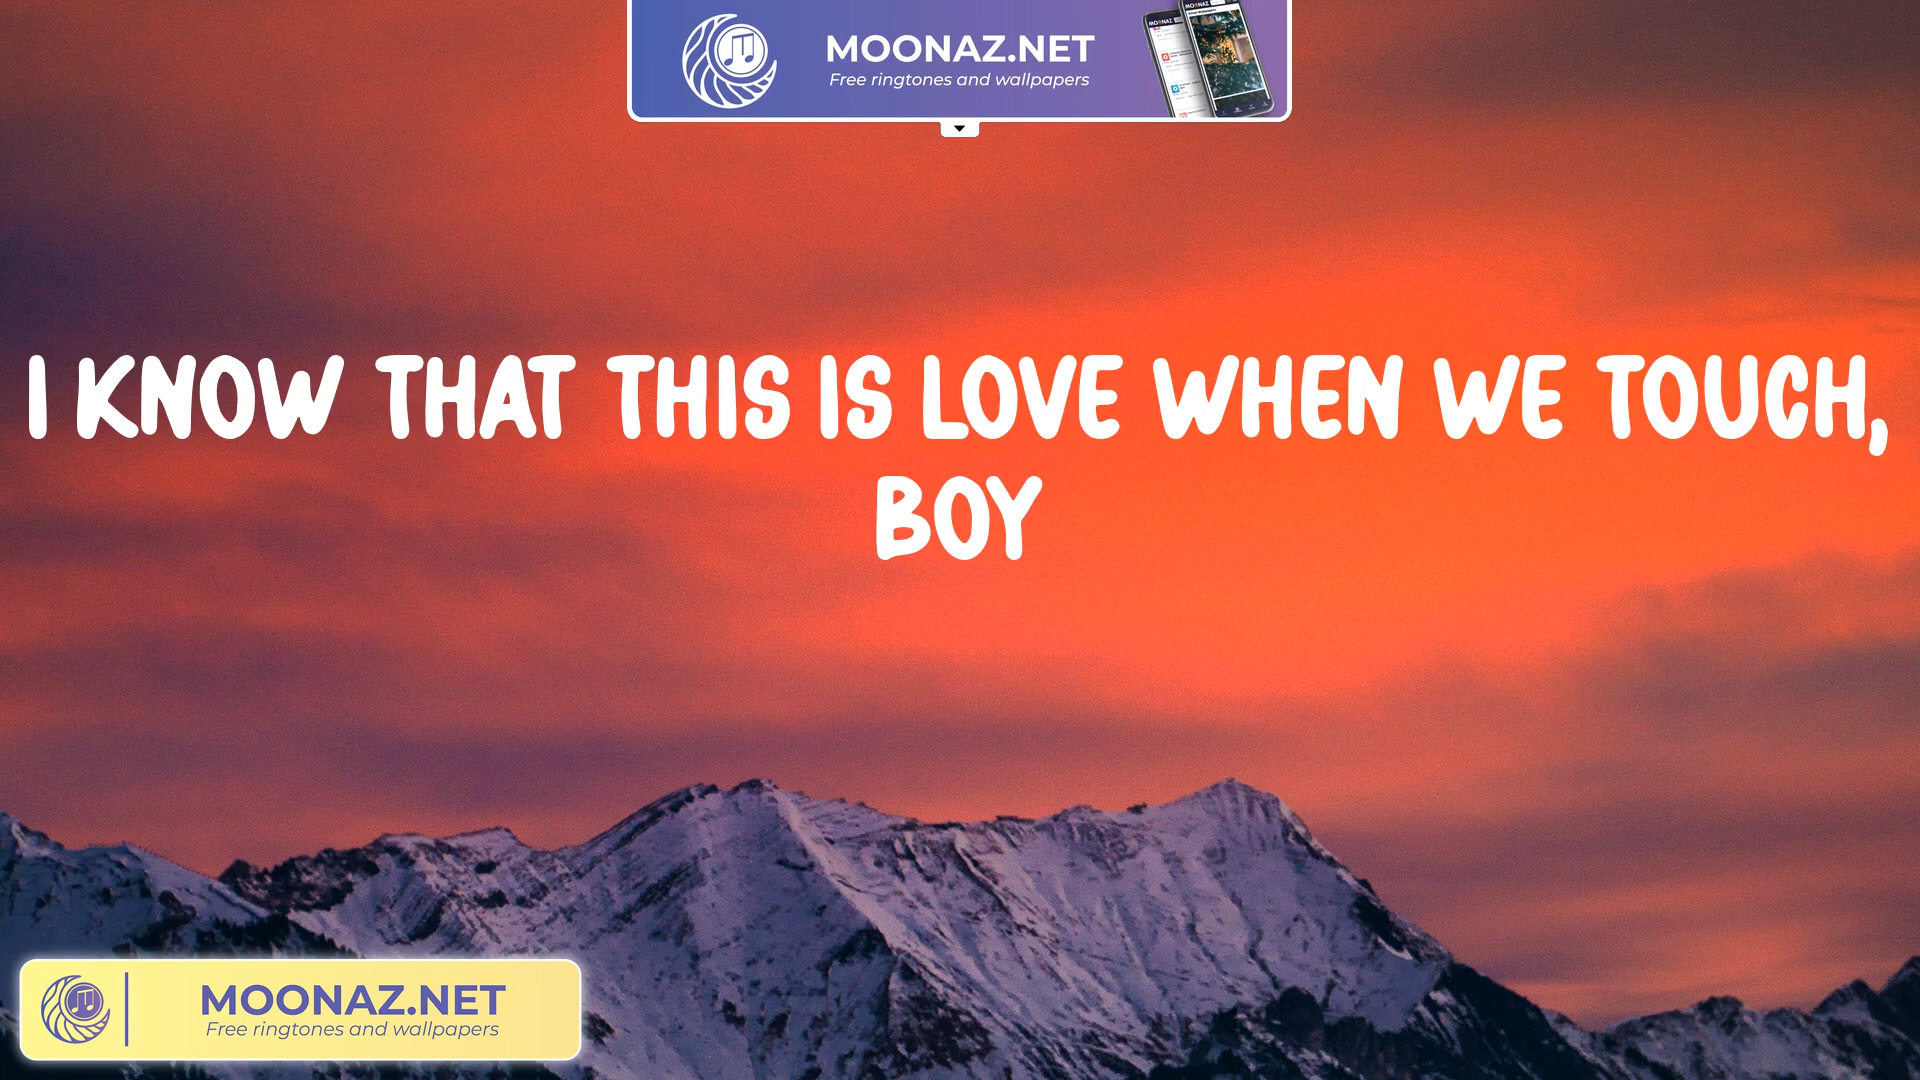 MOONAZ.NET
Free ringtones and wallpapers
I KNOW THAT THIS IS LOVE WHEN WE TOUCH,
BOY
MOONAZ.NET
Free ringtones and wallpapers